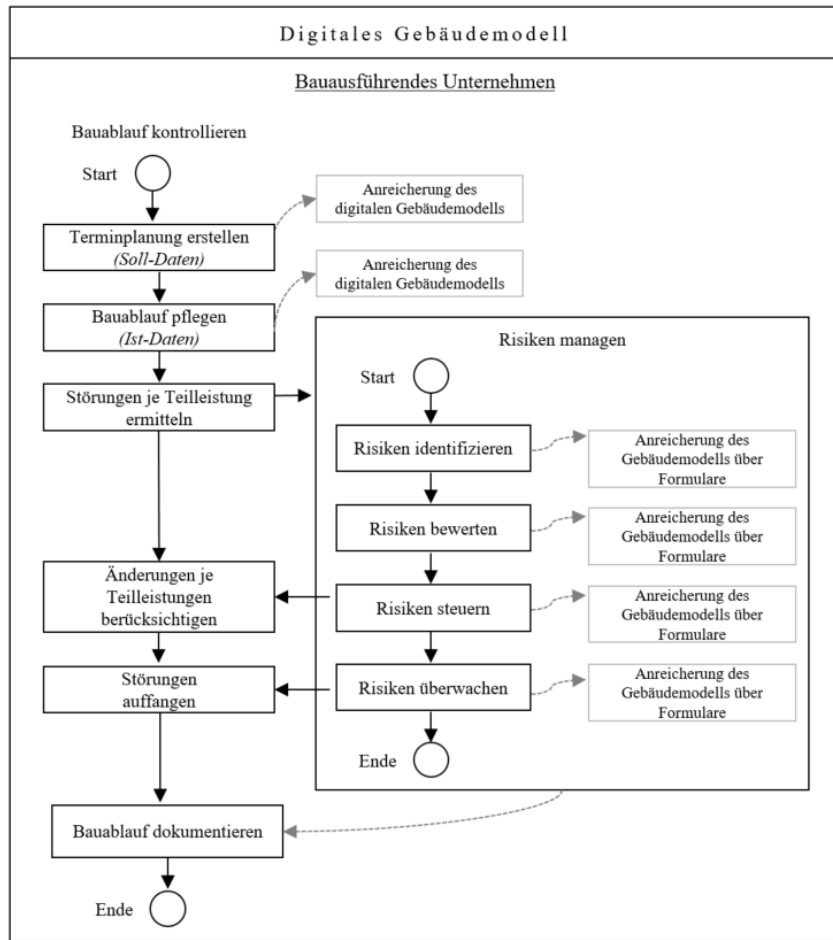 Digitales Gebäudemodell
Bauausführendes Unternehmen
Bauablauf kontrollieren
Start
Anreicherung des
digitalen Gebäudemodells
Terminplanung erstellen
(Soll-Daten)
Anreicherung des
digitalen Gebäudemodells
Bauablauf pflegen
(Ist-Daten)
Störungen je Teilleistung
ermitteln
Risiken managen
Start
Risiken identifizieren
Anreicherung des
Gebäudemodells über
Formulare
Risiken bewerten
Anreicherung des
Gebäudemodells über
Formulare
Änderungen je
Teilleistungen
berücksichtigen
Risiken steuern
Anreicherung des
Gebäudemodells über
Formulare
Störungen
auffangen
Risiken überwachen
Anreicherung des
Gebäudemodells über
Formulare
Ende
Bauablauf dokumentieren
Ende